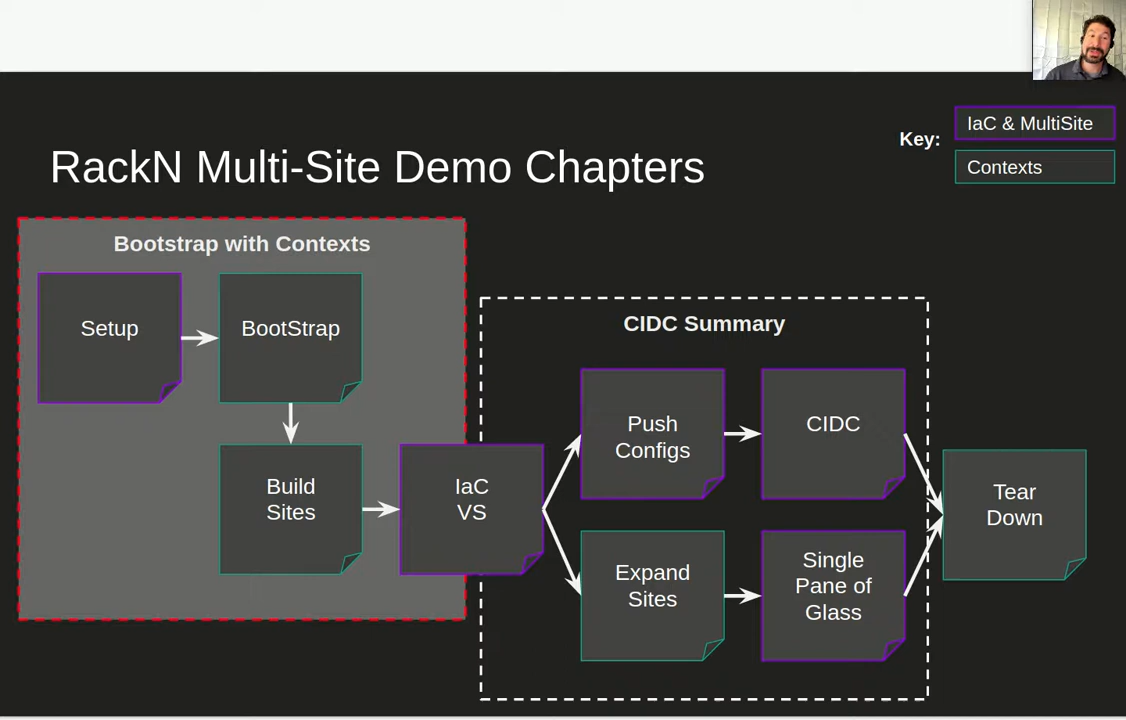 Key:
IaC & MultiSite
Contexts
RackN Multi-Site Demo Chapters
Bootstrap with Contexts
Setup
BootStrap
Build
Sites
IaC
VS
CIDC Summary
Push
Configs
CIDC
Expand
Sites
Single
Pane of
Glass
Tear
Down